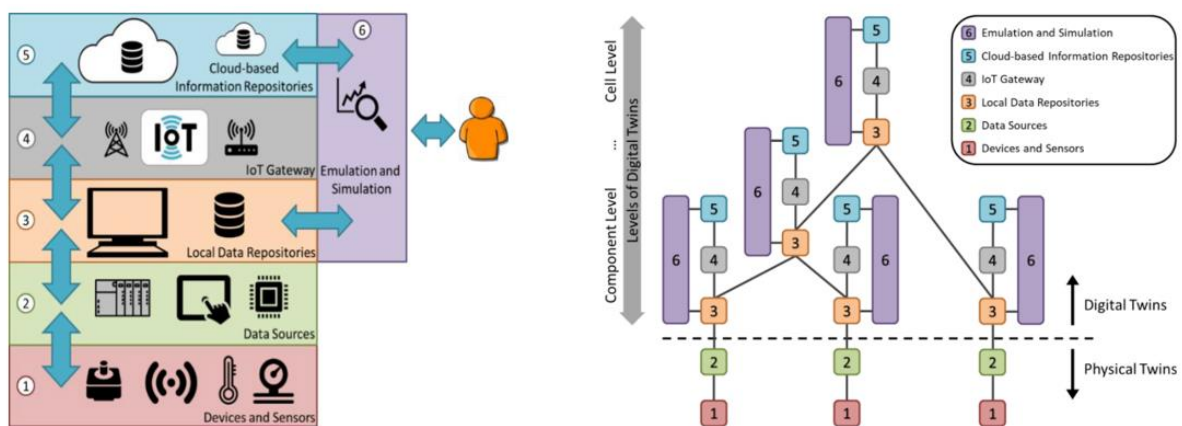 5
Cloud-based
Information Repositories
6
4
IoT
IoT Gateway
Emulation and
Simulation
3
Local Data Repositories
2
Data Sources
1
Devices and Sensors
Cell Level
...
Component Level
Levels of Digital Twins
5
6
4
3
5
6
4
3
5
6
4
3
5
4
6
3
5
4
6
3
2
2
2
1
1
1
6 Emulation and Simulation
5 Cloud-based Information Repositories
4 IoT Gateway
3 Local Data Repositories
2 Data Sources
1 Devices and Sensors
Digital Twins
Physical Twins